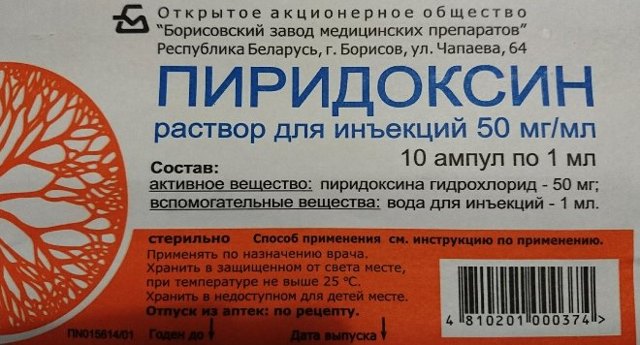 Открытое акционерное общество
“Борисовский завод медицинских препаратов”
Республика Беларусь, г. Борисов, ул. Чапаева, 64
ПИРИДОКСИН
раствор для инъекций 50 мг/мл
10 ампул по 1 мл
Состав:
активное вещество: пиридоксина гидрохлорид - 50 мг;
вспомогательные вещества: вода для инъекций - 1 мл.
стерильно Способ применения см. инструкцию по применению.
Применять по назначению врача.
Хранить в защищенном от света месте,
при температуре не выше 25 °C.
Хранить в недоступном для детей месте.
Отпуск из аптек: по рецепту.
ПN015614/01 Годен до Дата выпуска
4 810201 000374 >